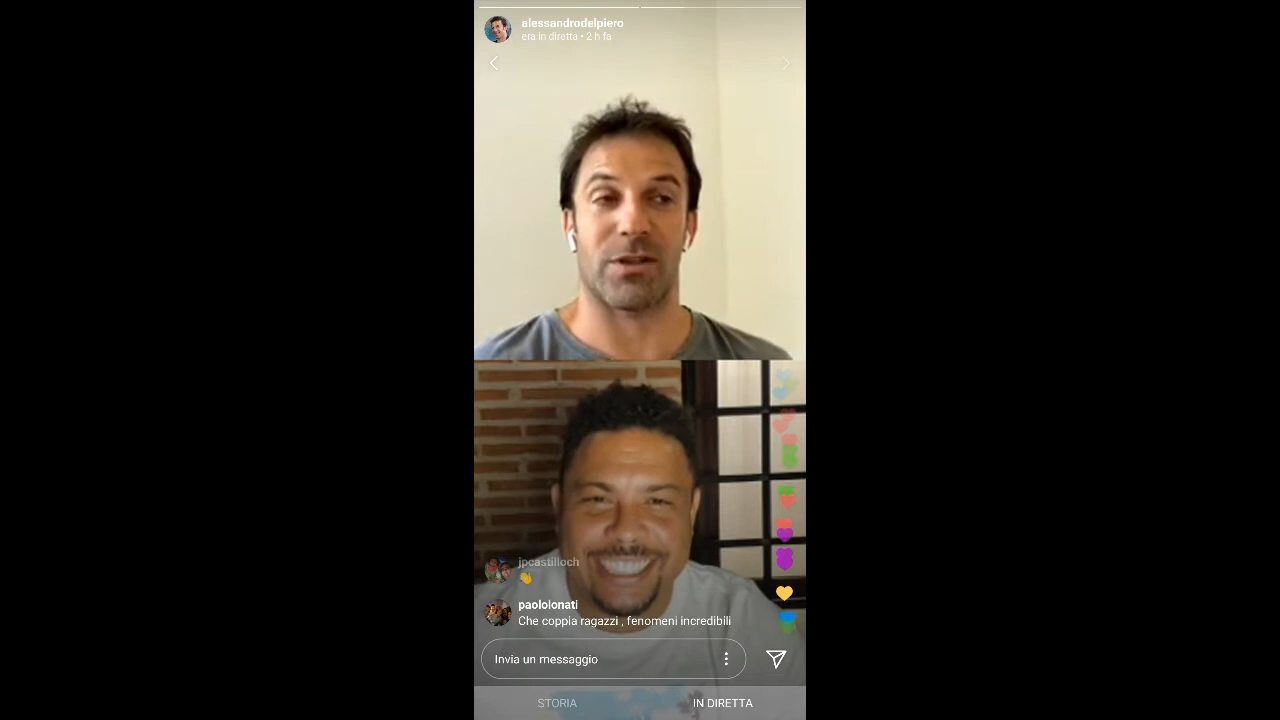 alessandrodelpiero
era in diretta • 2 h fa
jpcastilloch
👋
paololonati
Che coppia ragazzi , fenomeni incredibili
Invia un messaggio
STORIA
IN DIRETTA